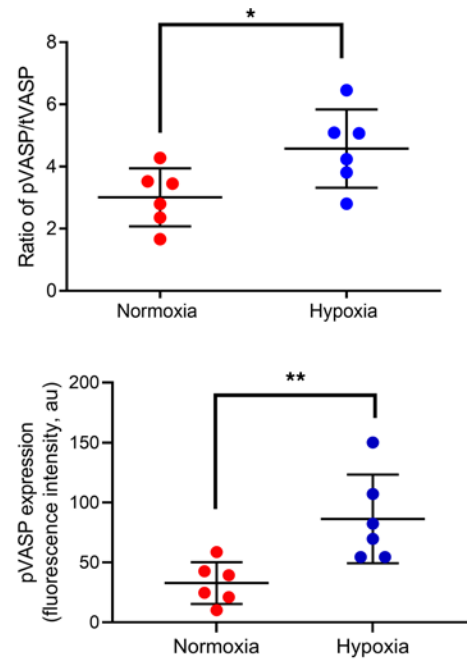 *
Ratio of pVASP/tVASP
8
6
4
2
0
Normoxia Hypoxia
**
pVASP expression
(fluorescence intensity, au)
200
150
100
50
0
Normoxia Hypoxia